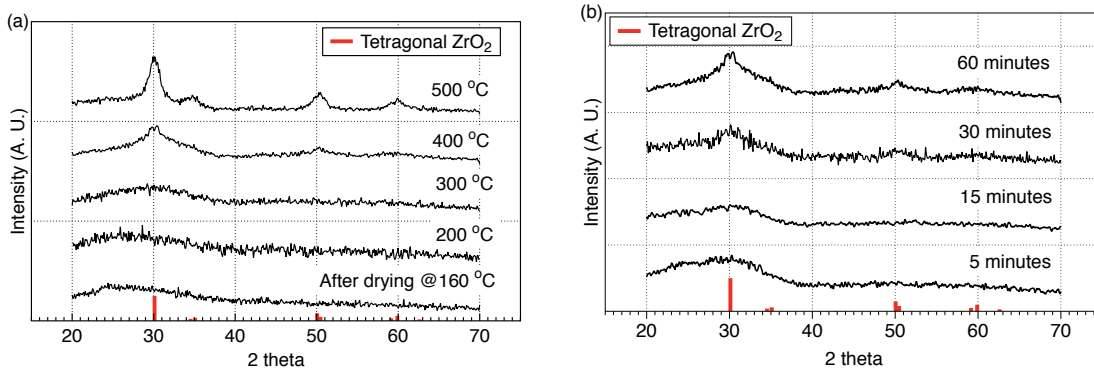 (a)
Tetragonal ZrO2
500 °C
400 °C
300 °C
200 °C
After drying @160 °C
Intensity (A. U.)
20 30 40 50 60 70
2 theta
(b)
Tetragonal ZrO2
60 minutes
30 minutes
15 minutes
5 minutes
Intensity (A. U.)
20 30 40 50 60 70
2 theta